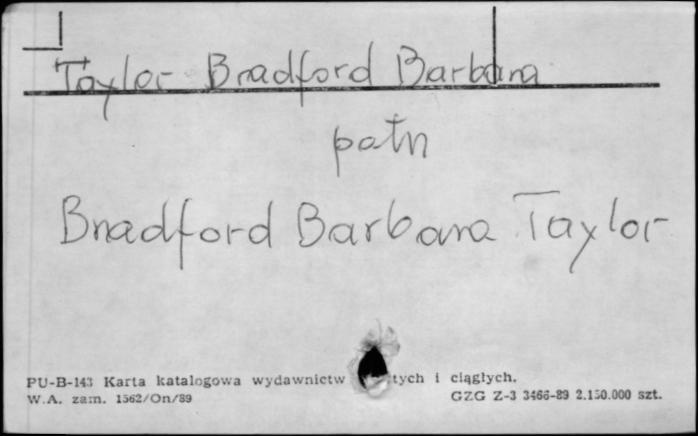 Taylor Bradford Barbara
patrz
Bradford Barbara Taylor
PU-B-143 Karta katalogowa wydawnictw tych i ciągłych.
W.A. zam. 1562/On/89 GZG Z-3 3466-89 2.150.000 szt.